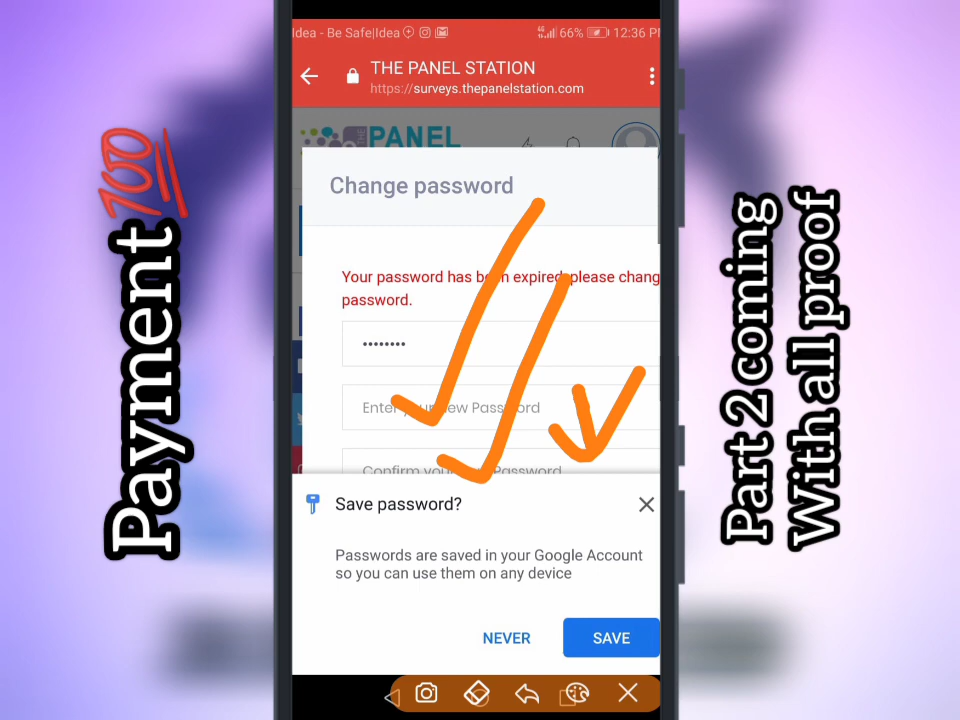 Payment 💯
Idea - Be Safe|Idea
4G 66% 12:36 P
THE PANEL STATION
https://surveys.thepanelstation.com
THE PANEL
Change password
Your password has been expired, please chang
password.
••••••••
Enter your new Password
Confirm your Password
Save password?
Passwords are saved in your Google Account
so you can use them on any device
NEVER
SAVE
Part 2 coming
With all proof